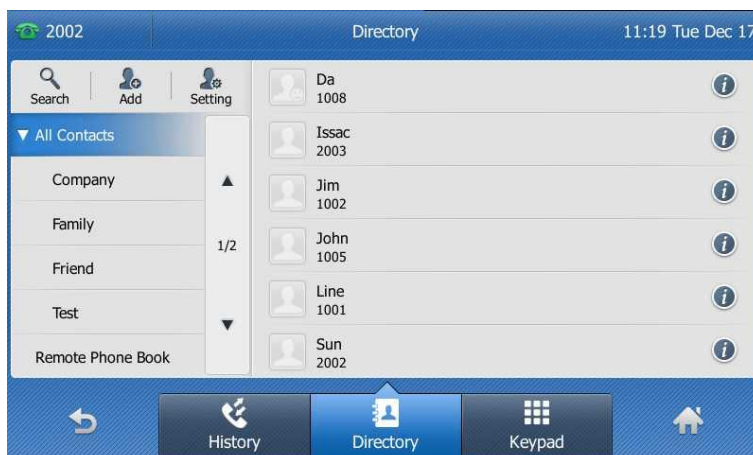 2002
Directory
11:19 Tue Dec 17
Search
Add
Setting
All Contacts
Company
Family
Friend
Test
Remote Phone Book
1/2
Da
1008
Issac
2003
Jim
1002
John
1005
Line
1001
Sun
2002
History
Directory
Keypad